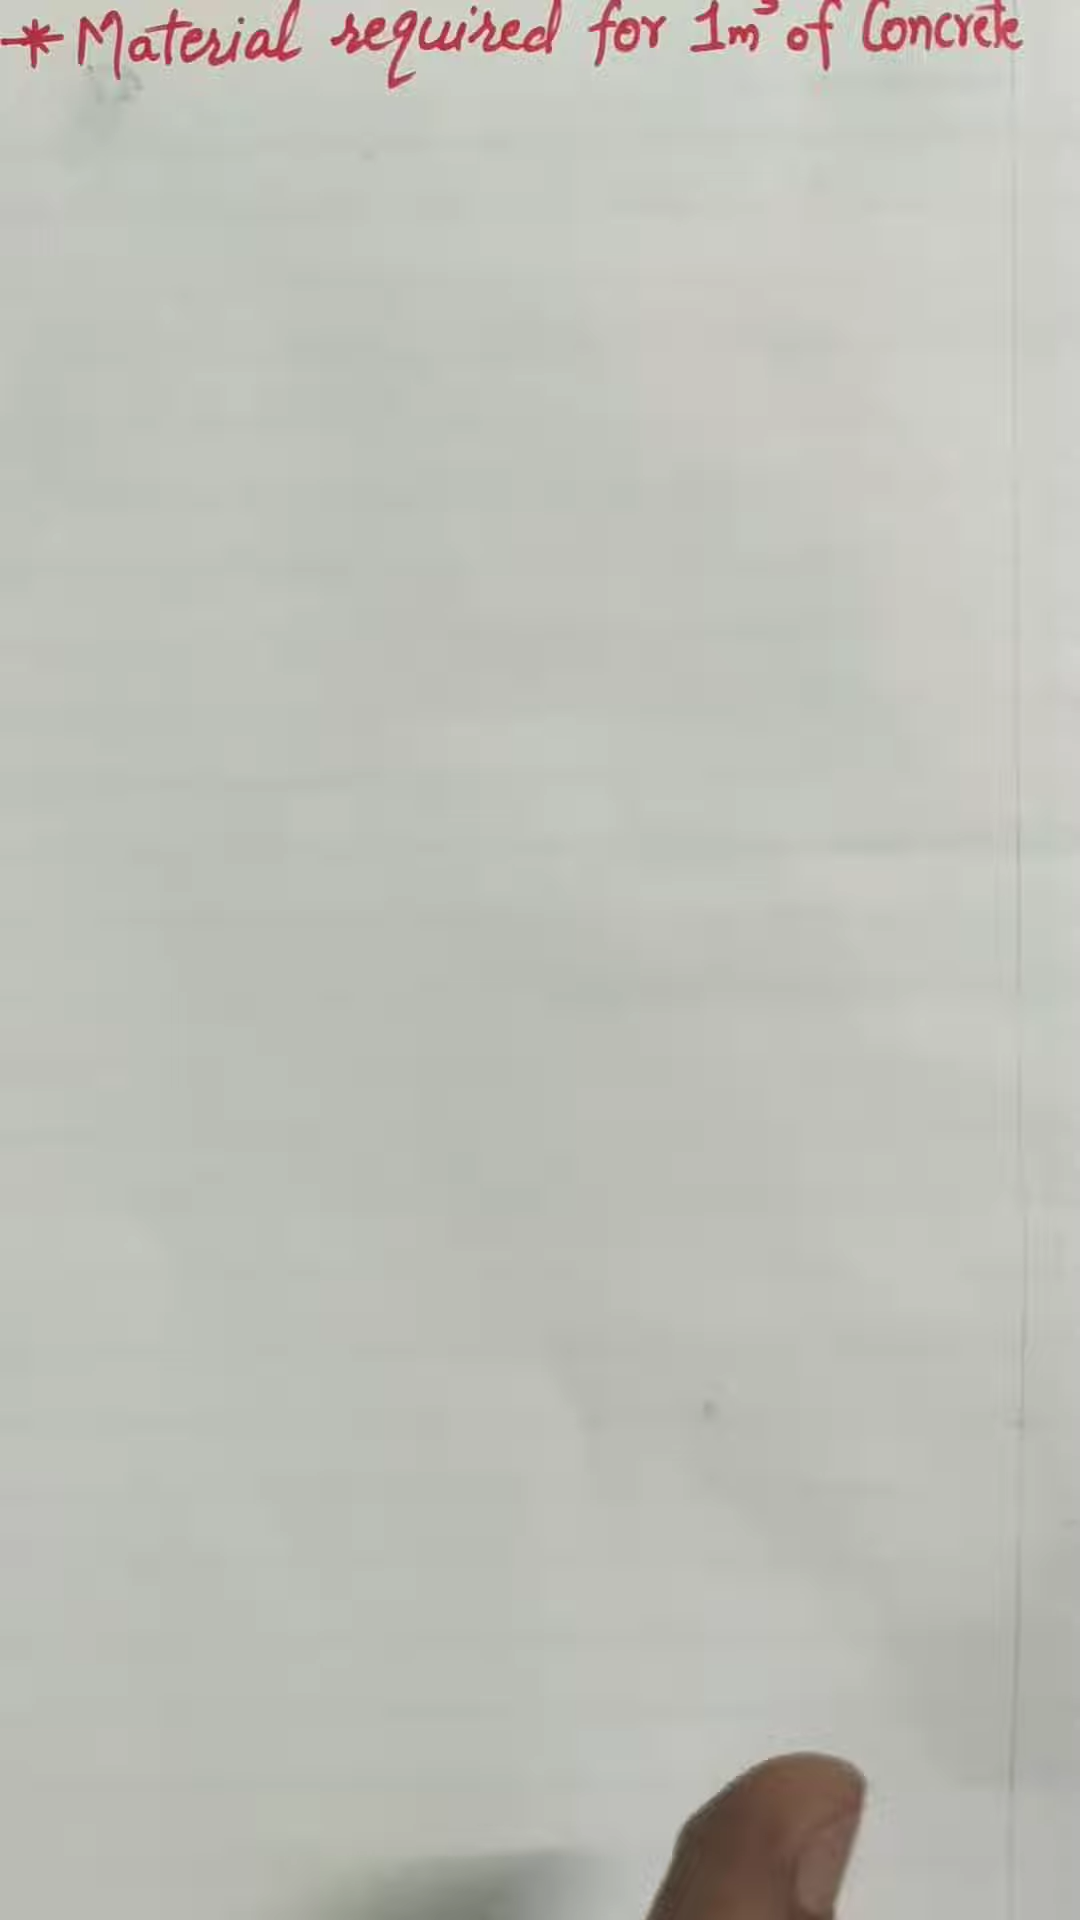 * Material required for 1m³ of Concrete